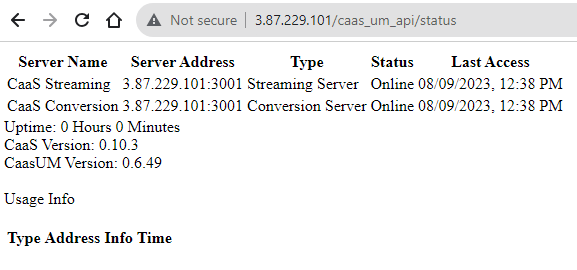 Not secure 3.87.229.101/caas_um_api/status
Server Name Server Address Type Status Last Access
CaaS Streaming 3.87.229.101:3001 Streaming Server Online 08/09/2023, 12:38 PM
CaaS Conversion 3.87.229.101:3001 Conversion Server Online 08/09/2023, 12:38 PM
Uptime: 0 Hours 0 Minutes
CaaS Version: 0.10.3
CaasUM Version: 0.6.49
Usage Info
Type Address Info Time